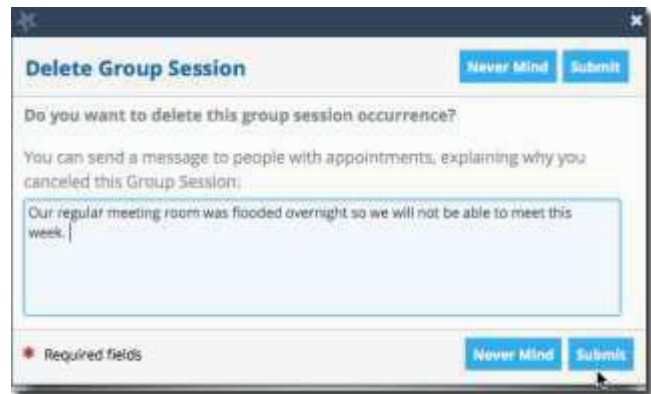 Delete Group Session
Never Mind
Submit
Do you want to delete this group session occurrence?
You can send a message to people with appointments, explaining why you
canceled this Group Session:
Our regular meeting room was flooded overnight so we will not be able to meet this
week.
* Required fields
Never Mind
Submit